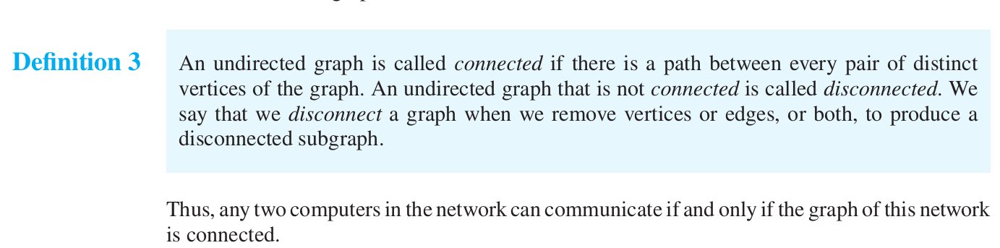 Definition 3
An undirected graph is called connected if there is a path between every pair of distinct
vertices of the graph. An undirected graph that is not connected is called disconnected. We
say that we disconnect a graph when we remove vertices or edges, or both, to produce a
disconnected subgraph.
Thus, any two computers in the network can communicate if and only if the graph of this network
is connected.